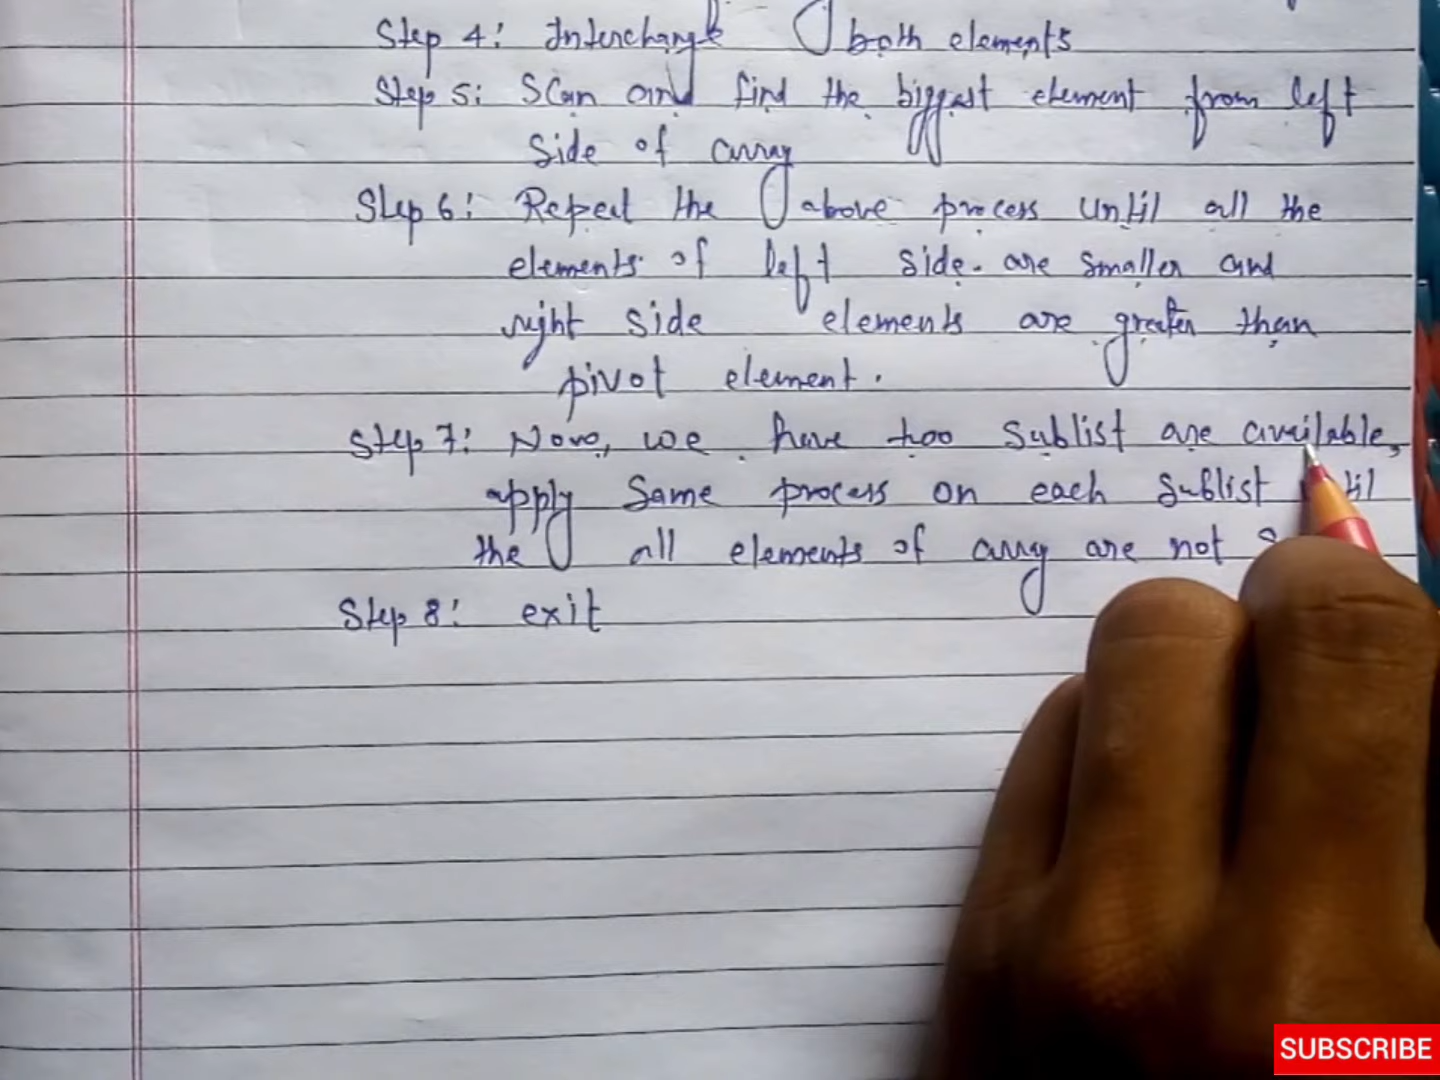 Step 4: Interchange both elements
Step 5: Scan and find the biggest element from left
side of array
Step 6: Repeat the above process until all the
elements of left side are smaller and
right side elements are greater than
pivot element.
Step 7: Now, we have two sublist are available,
apply same process on each sublist
the all elements of array are not
Step 8: exit
SUBSCRIBE